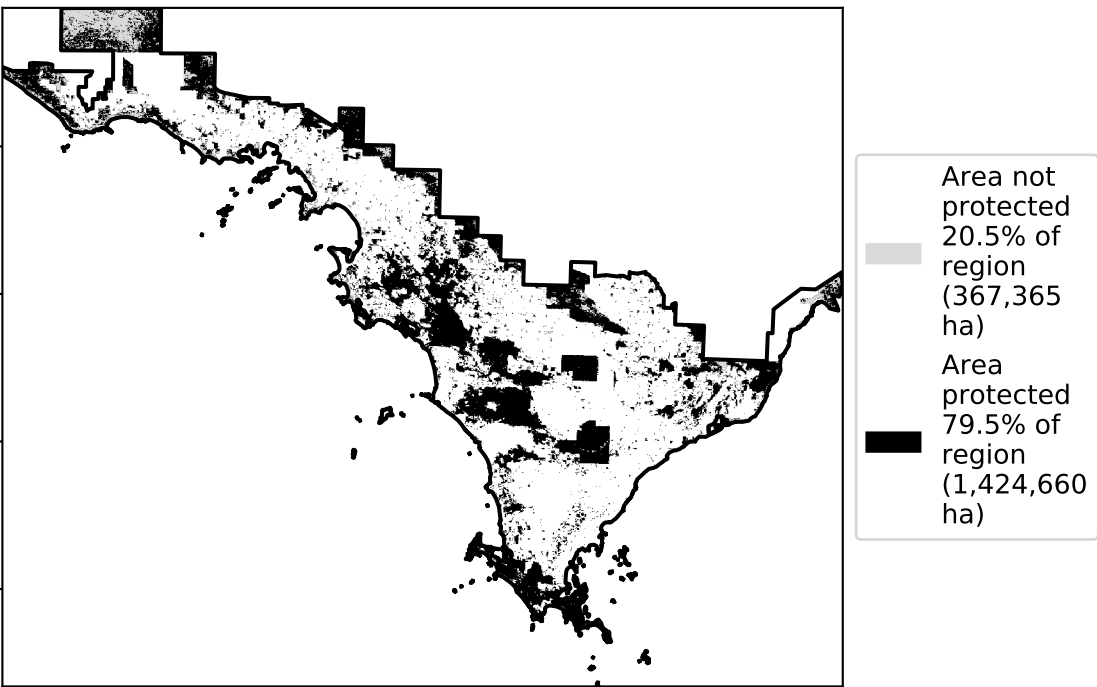 Area not
protected
20.5% of
region
(367,365
ha)
Area
protected
79.5% of
region
(1,424,660
ha)